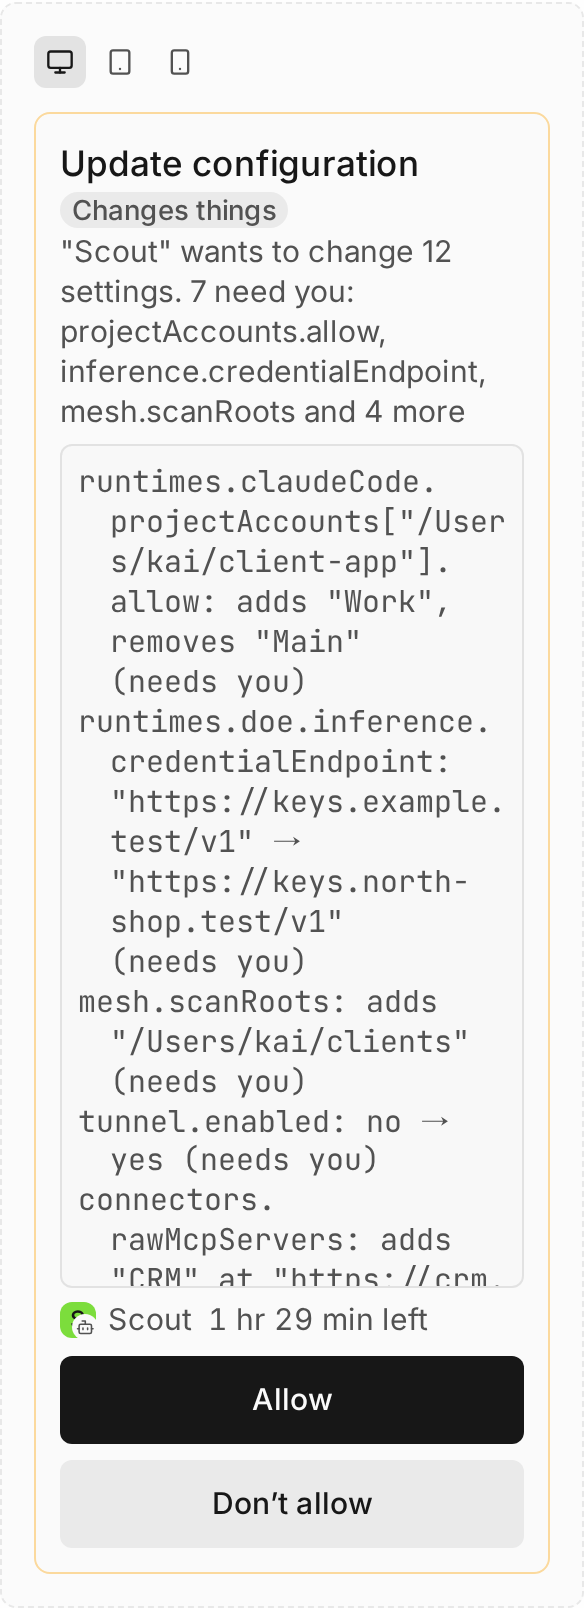 Update configuration
Changes things
"Scout" wants to change 12
settings. 7 need you:
projectAccounts.allow,
inference.credentialEndpoint,
mesh.scanRoots and 4 more
runtimes.claudeCode.
projectAccounts["/User
s/kai/client-app"].
allow: adds "Work",
removes "Main"
(needs you)
runtimes.doe.inference.
credentialEndpoint:
"https://keys.example.
test/v1" →
"https://keys.north-
shop.test/v1"
(needs you)
mesh.scanRoots: adds
"/Users/kai/clients"
(needs you)
tunnel.enabled: no →
yes (needs you)
connectors.
rawMcpServers: adds
"CRM" at "https://crm.
Scout 1 hr 29 min left
Allow
Don’t allow